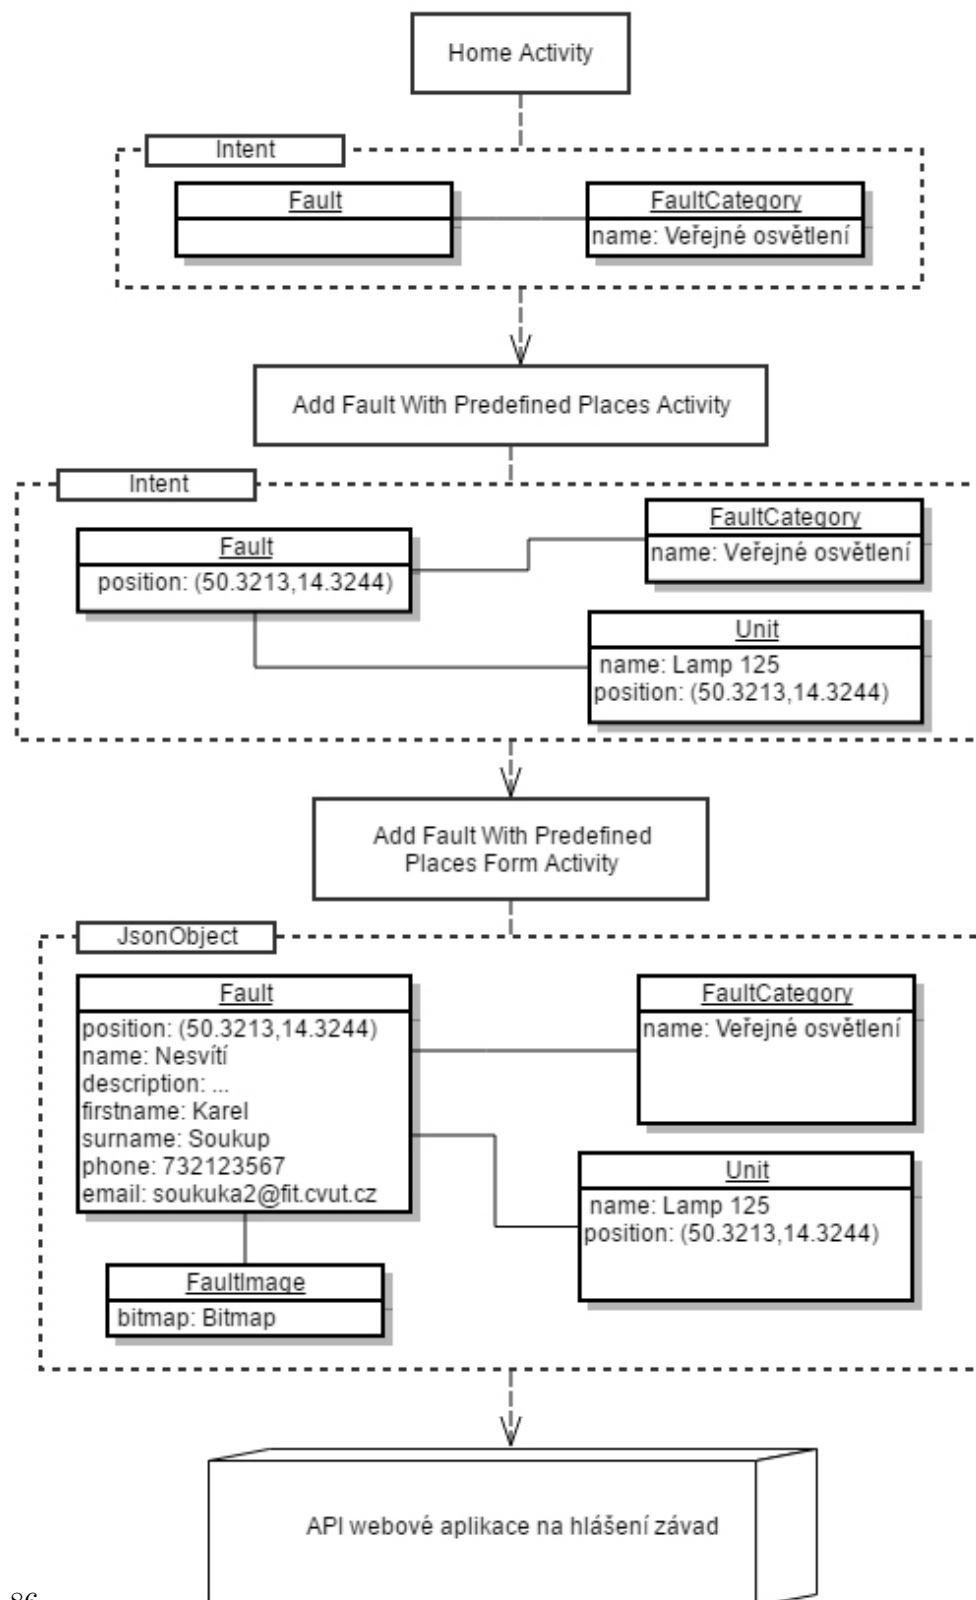 Home Activity
Intent
Fault
FaultCategory
name: Veřejné osvětlení
Add Fault With Predefined Places Activity
Intent
FaultCategory
name: Veřejné osvětlení
Fault
position: (50.3213,14.3244)
Unit
name: Lamp 125
position: (50.3213,14.3244)
Add Fault With Predefined
Places Form Activity
JsonObject
Fault
position: (50.3213,14.3244)
name: Nesvítí
description: ...
firstname: Karel
surname: Soukup
phone: 732123567
email: soukuka2@fit.cvut.cz
FaultCategory
name: Veřejné osvětlení
Unit
name: Lamp 125
position: (50.3213,14.3244)
FaultImage
bitmap: Bitmap
API webové aplikace na hlášení závad